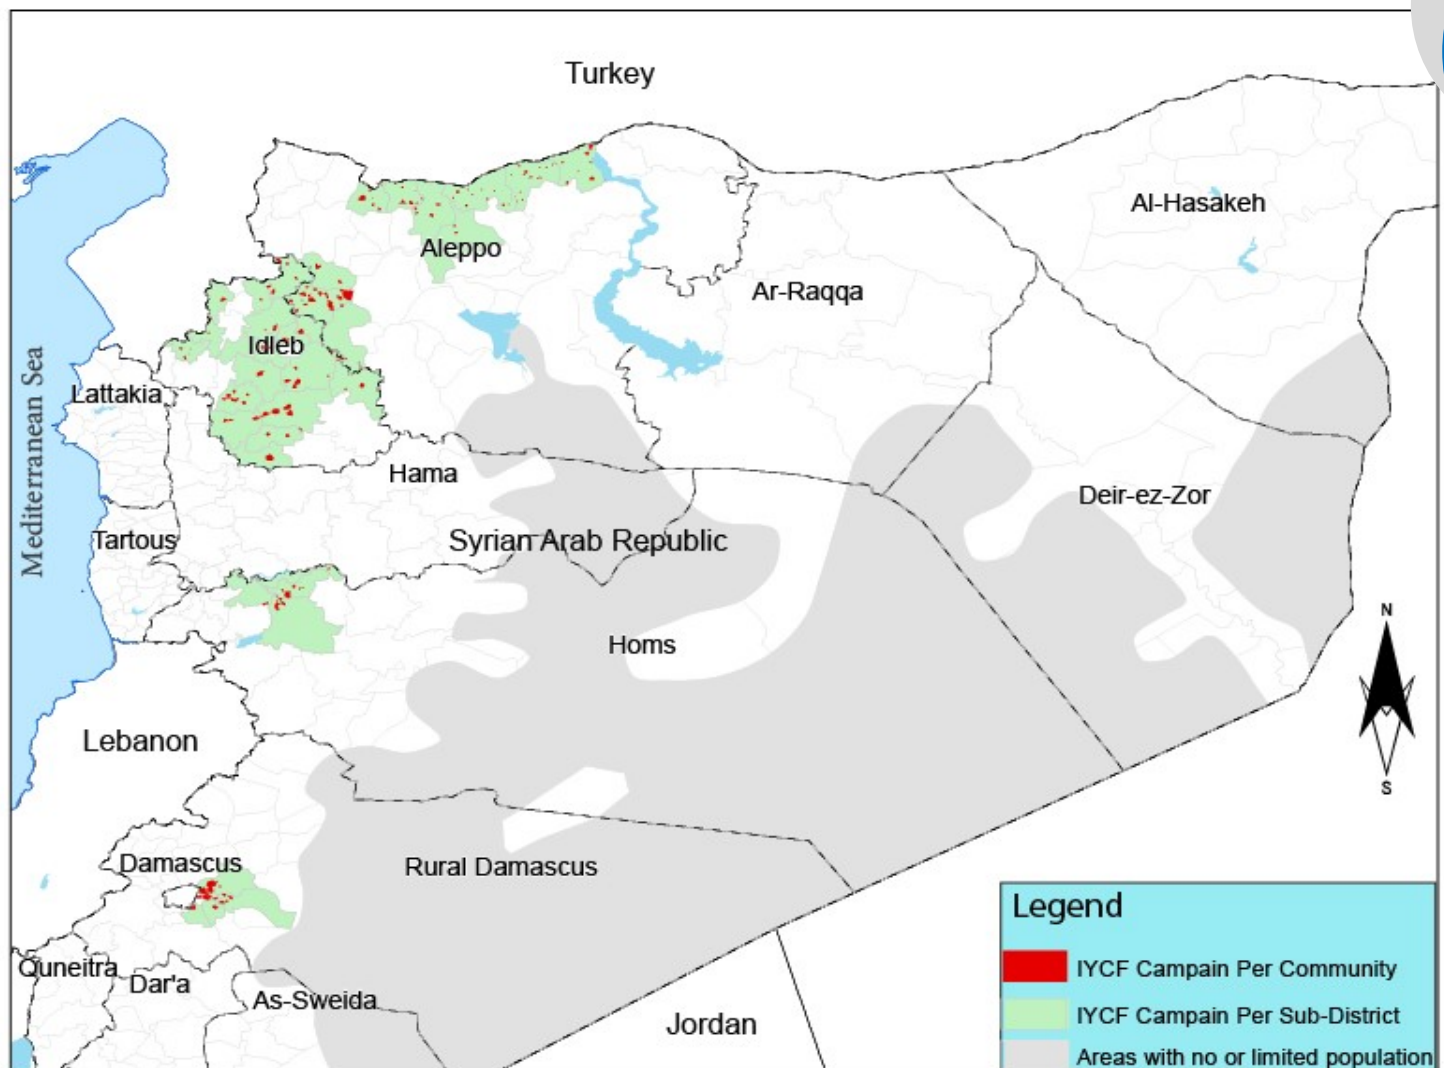 Turkey
Al-Hasakeh
Aleppo
Ar-Raqqa
Idleb
Mediterranean Sea
Lattakia
Hama
Deir-ez-Zor
Tartous
Syrian Arab Republic
N
Homs
Lebanon
S
Damascus
Rural Damascus
Legend
Quneitra
IYCF Campain Per Community
Dar'a
As-Sweida
IYCF Campain Per Sub-District
Jordan
Areas with no or limited population